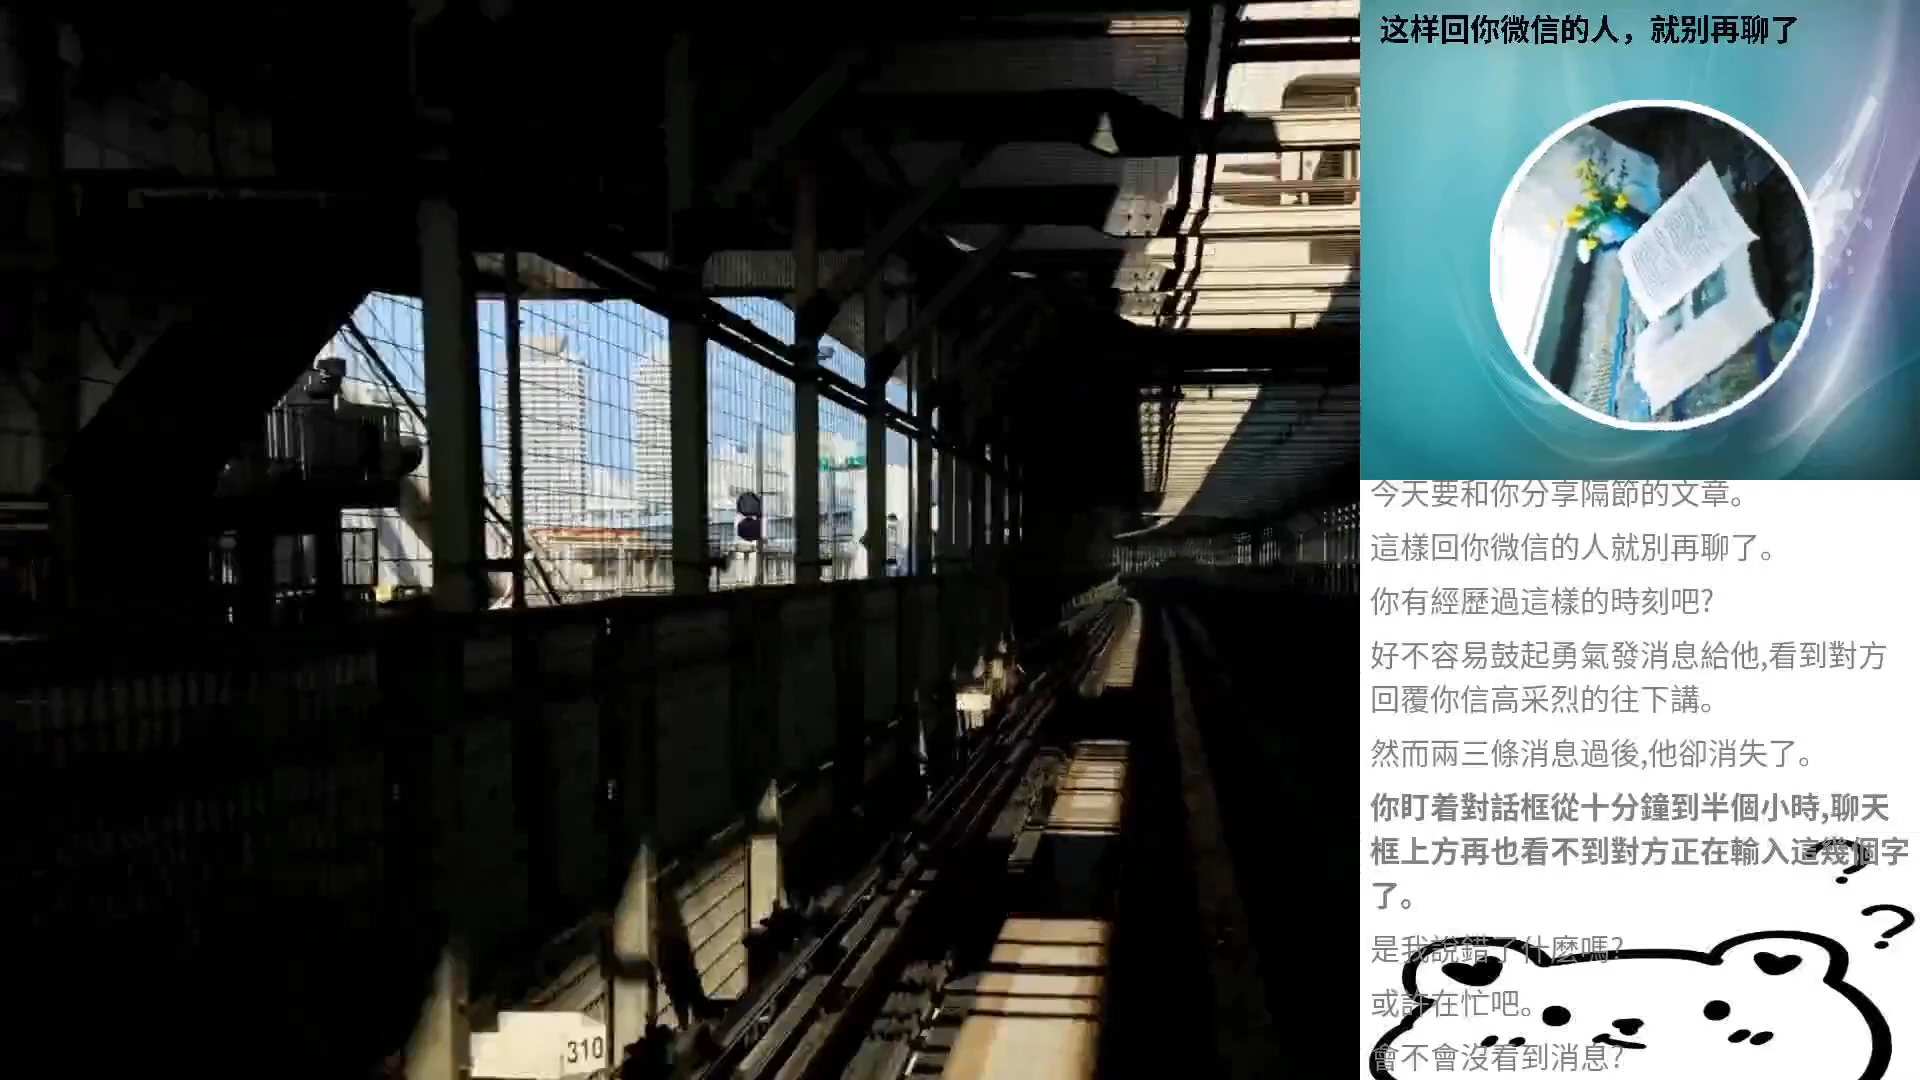 这样回你微信的人，就别再聊了
今天要和你分享隔節的文章。
這樣回你微信的人就別再聊了。
你有經歷過這樣的時刻吧?
好不容易鼓起勇氣發消息給他,看到對方
回覆你信高采烈的往下講。
然而兩三條消息過後,他卻消失了。
你盯着對話框從十分鐘到半個小時,聊天
框上方再也看不到對方正在輸入這幾個字
了。
是我說錯了什麼嗎?
或許在忙吧。
會不會沒看到消息?
310